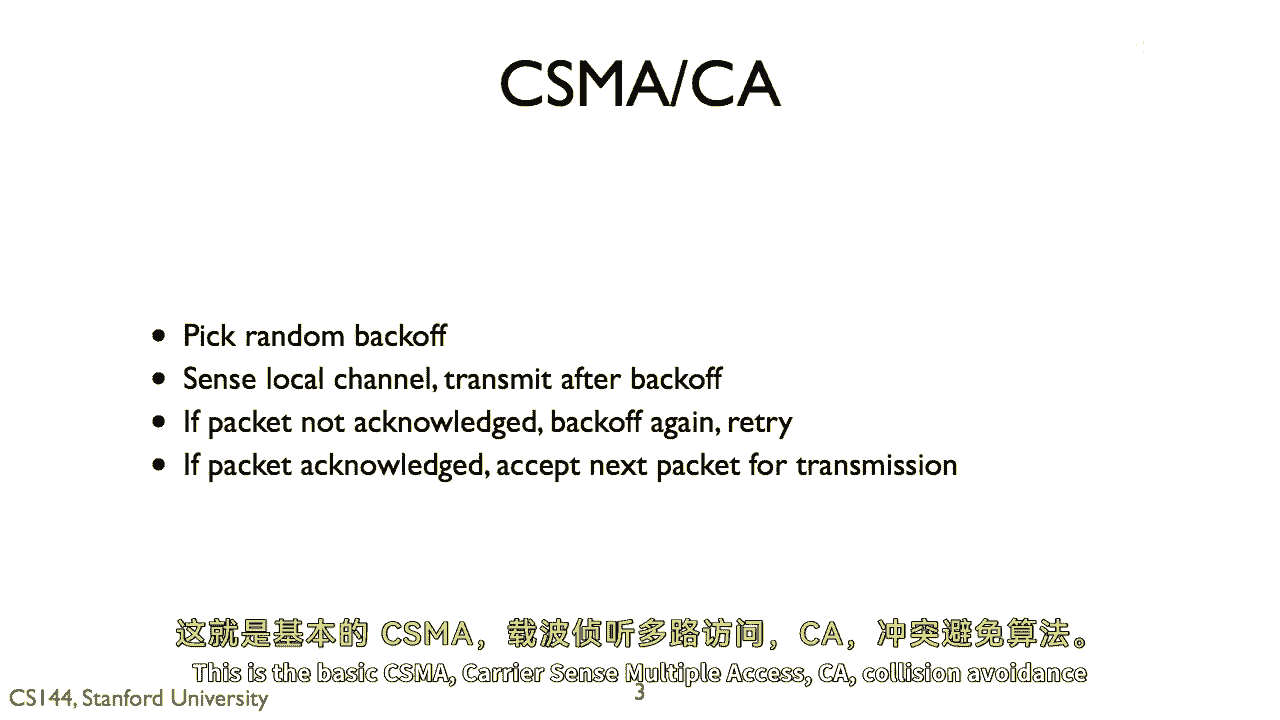 CSMA/CA
• Pick random backoff
• Sense local channel, transmit after backoff
• If packet not acknowledged, backoff again, retry
• If packet acknowledged, accept next packet for transmission
这就是基本的 CSMA，载波侦听多路访问，CA，冲突避免算法。
This is the basic CSMA, Carrier Sense Multiple Access, CA, collision avoidance
CS144, Stanford University
3